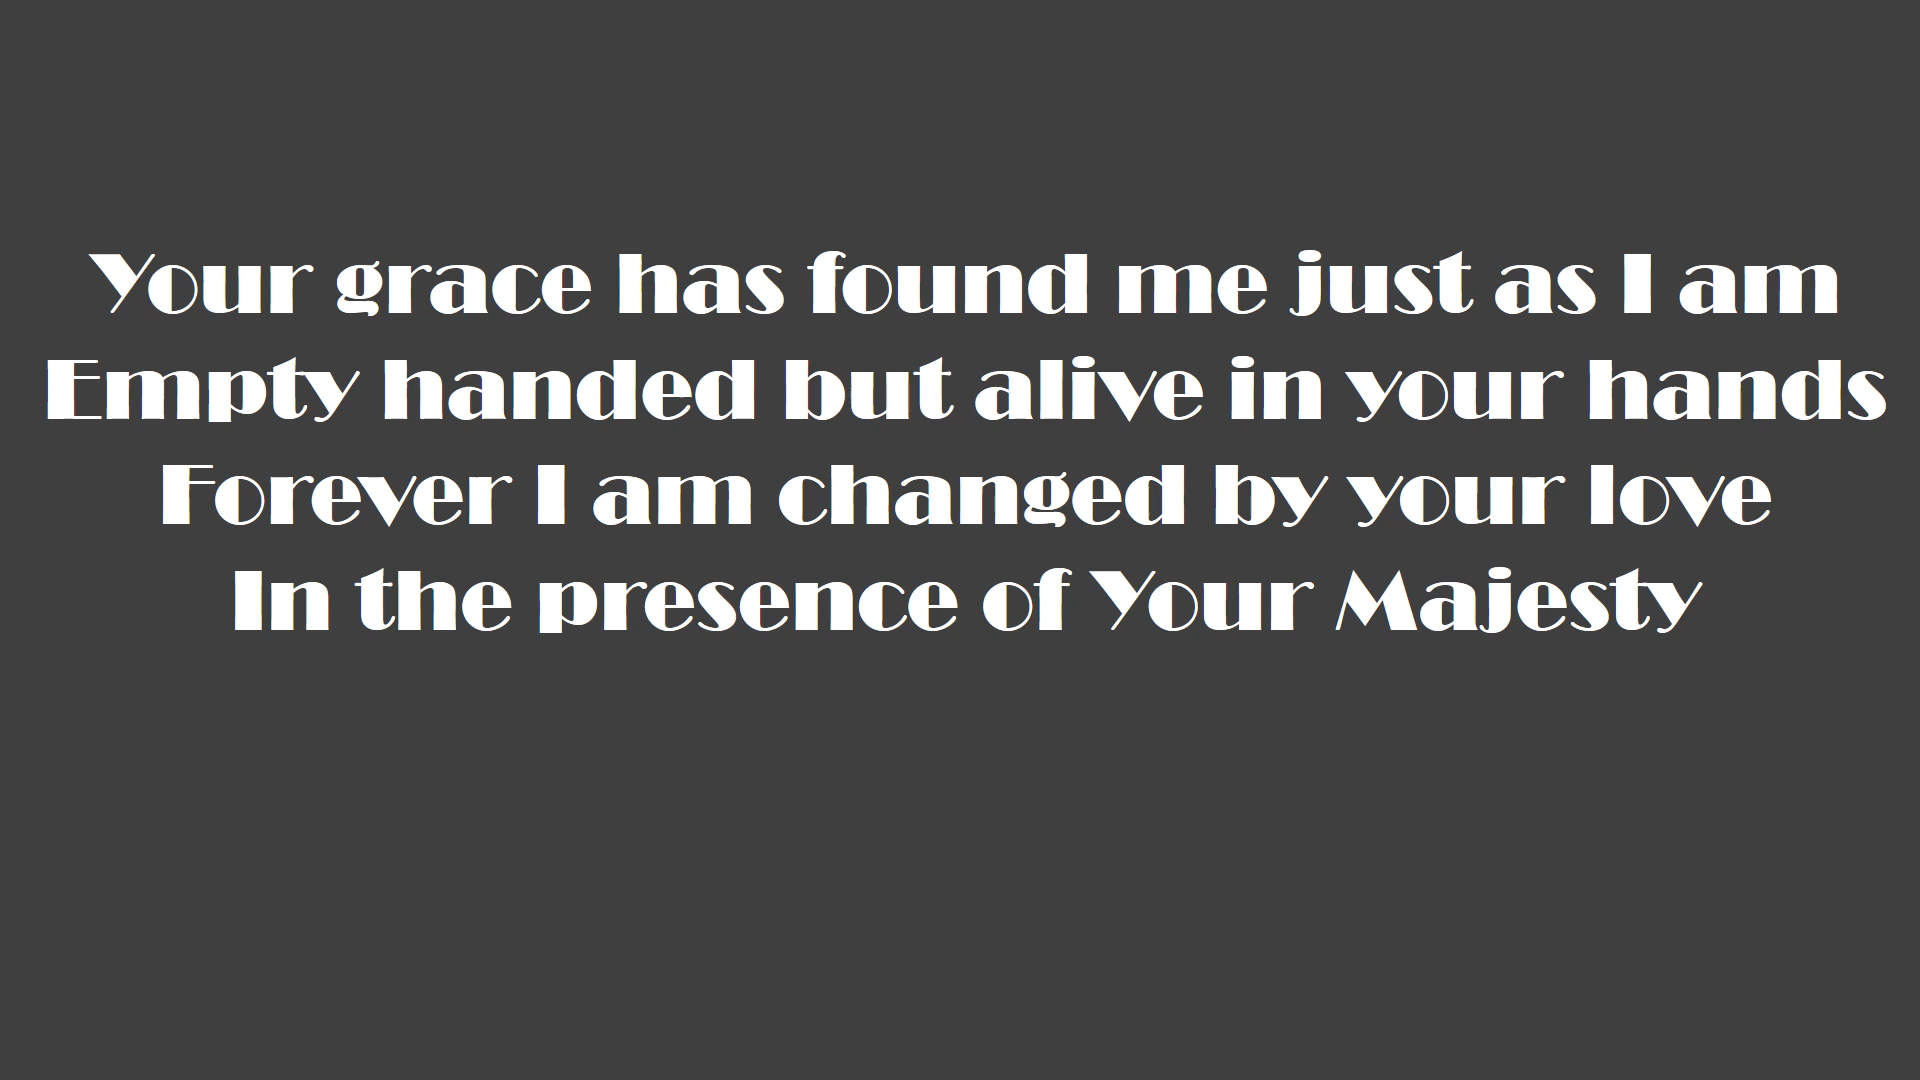 Your grace has found me just as I am
Empty handed but alive in your hands
Forever I am changed by your love
In the presence of Your Majesty